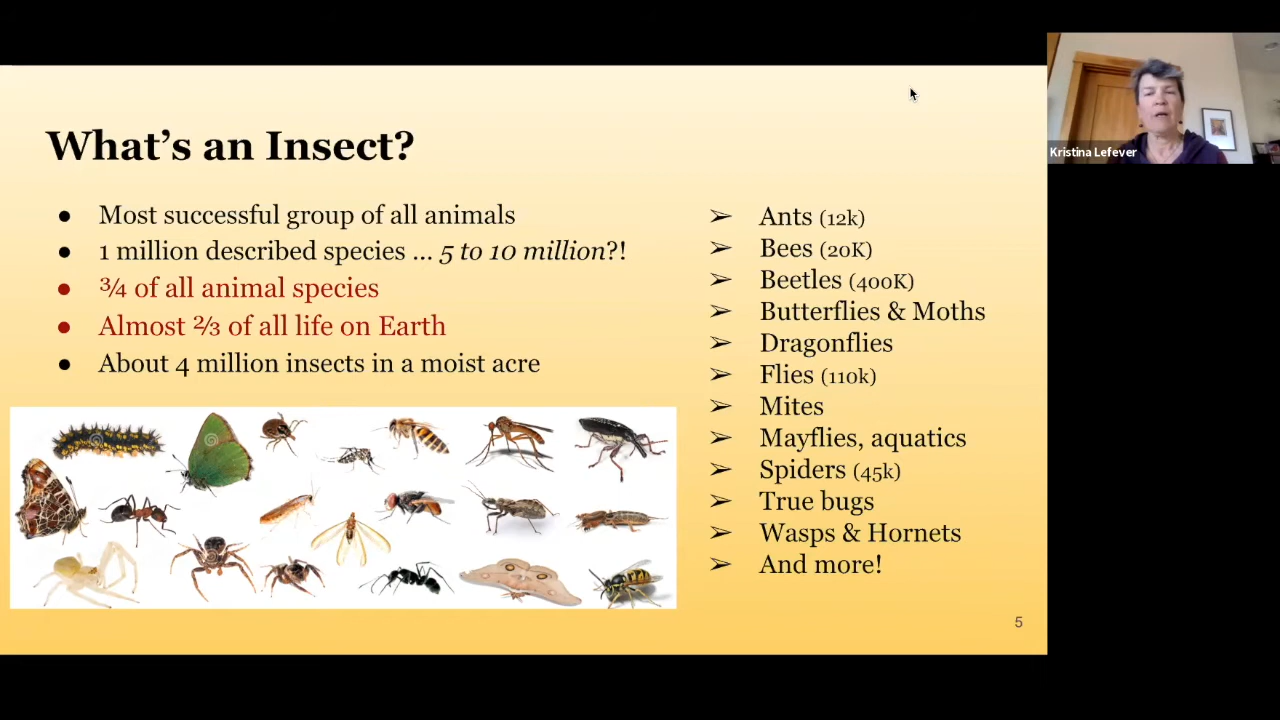 What's an Insect?
● Most successful group of all animals
● 1 million described species ... 5 to 10 million?!
● ¾ of all animal species
● Almost ⅔ of all life on Earth
● About 4 million insects in a moist acre
➢ Ants (12k)
➢ Bees (20K)
➢ Beetles (400K)
➢ Butterflies & Moths
➢ Dragonflies
➢ Flies (110k)
➢ Mites
➢ Mayflies, aquatics
➢ Spiders (45k)
➢ True bugs
➢ Wasps & Hornets
➢ And more!
5
Kristina Lefever